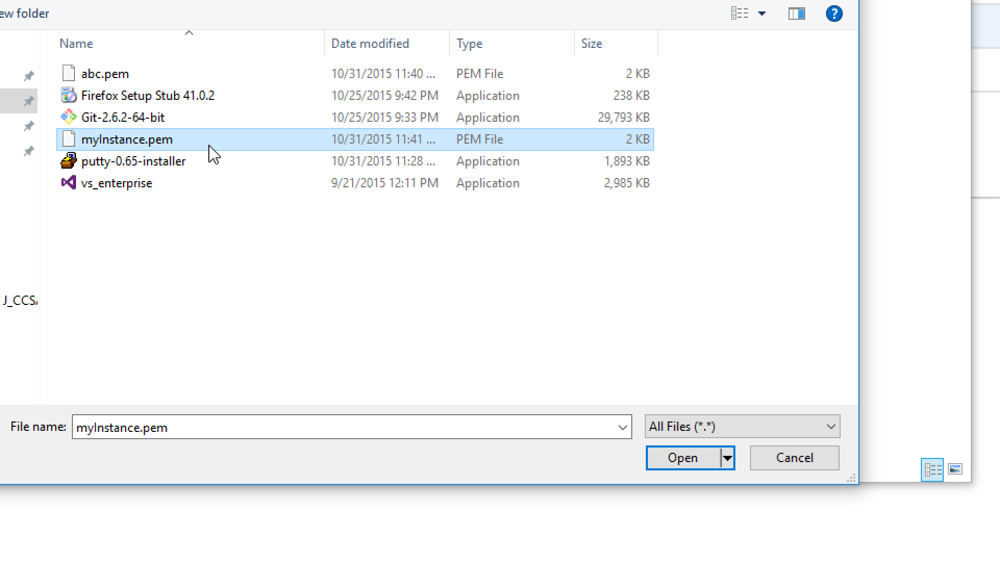 ew folder
Name Date modified Type Size
abc.pem 10/31/2015 11:40 ... PEM File 2 KB
Firefox Setup Stub 41.0.2 10/25/2015 9:42 PM Application 238 KB
Git-2.6.2-64-bit 10/25/2015 9:33 PM Application 29,793 KB
myInstance.pem 10/31/2015 11:41 ... PEM File 2 KB
putty-0.65-installer 10/31/2015 11:28 ... Application 1,893 KB
vs_enterprise 9/21/2015 12:11 PM Application 2,985 KB
J_CCSA
File name: myInstance.pem All Files (*.*)
Open Cancel